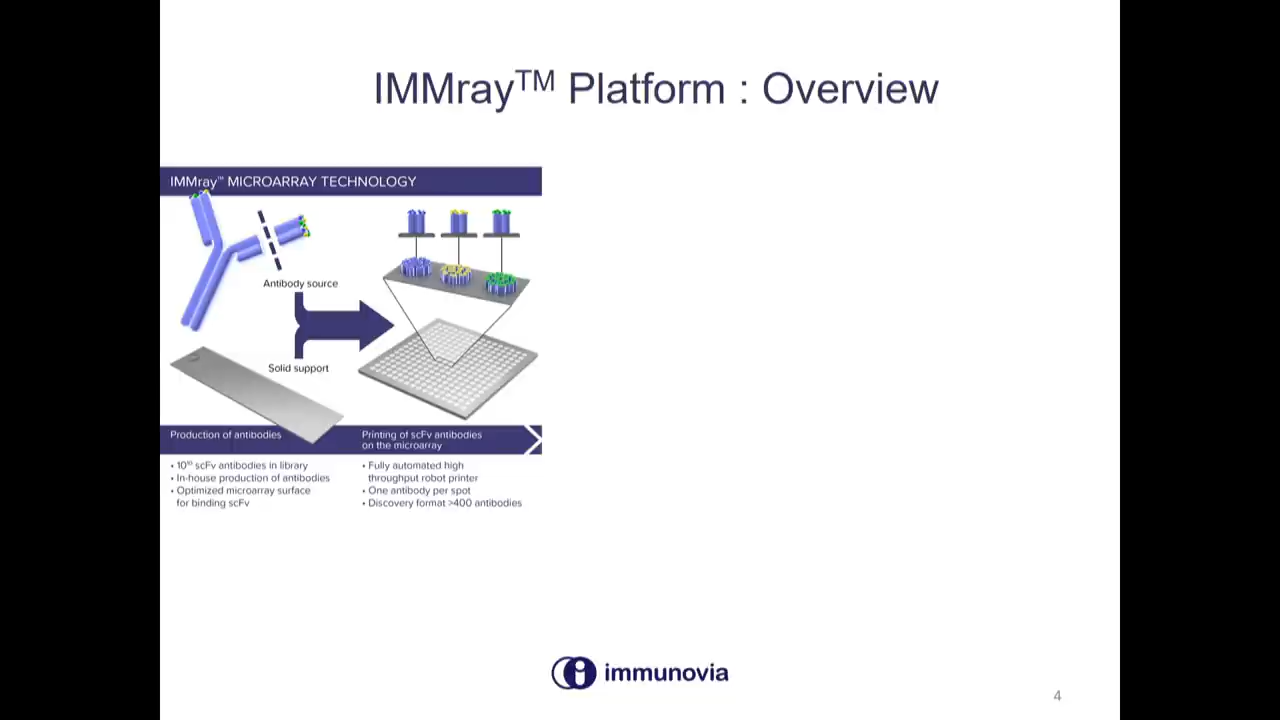 IMMray™ Platform : Overview
IMMray™ MICROARRAY TECHNOLOGY
Antibody source
Solid support
Production of antibodies
• 10¹⁰ scFv antibodies in library
• In-house production of antibodies
• Optimized microarray surface
for binding scFv
Printing of scFv antibodies
on the microarray
• Fully automated high
throughput robot printer
• One antibody per spot
• Discovery format >400 antibodies
immunovia
4